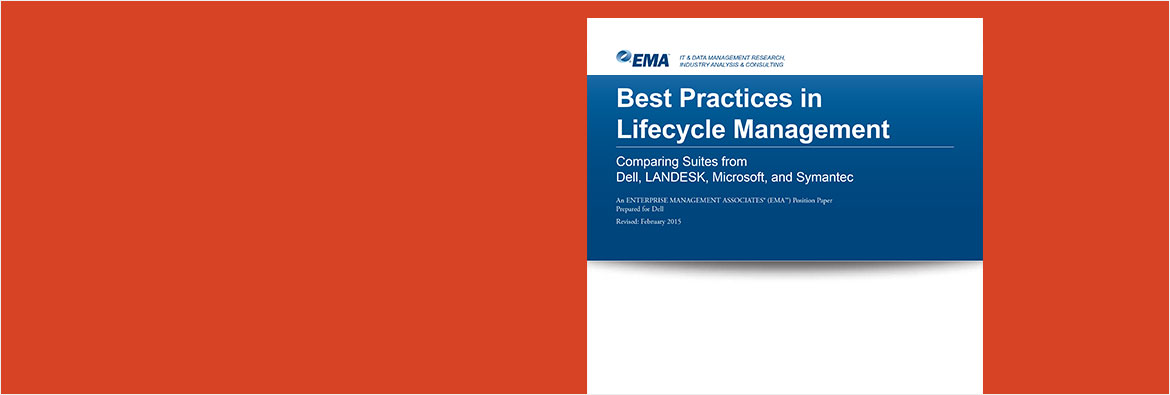 EMA™
IT & DATA MANAGEMENT RESEARCH,
INDUSTRY ANALYSIS & CONSULTING
Best Practices in
Lifecycle Management
Comparing Suites from
Dell, LANDESK, Microsoft, and Symantec
An ENTERPRISE MANAGEMENT ASSOCIATES® (EMA™) Position Paper
Prepared for Dell
Revised: February 2015